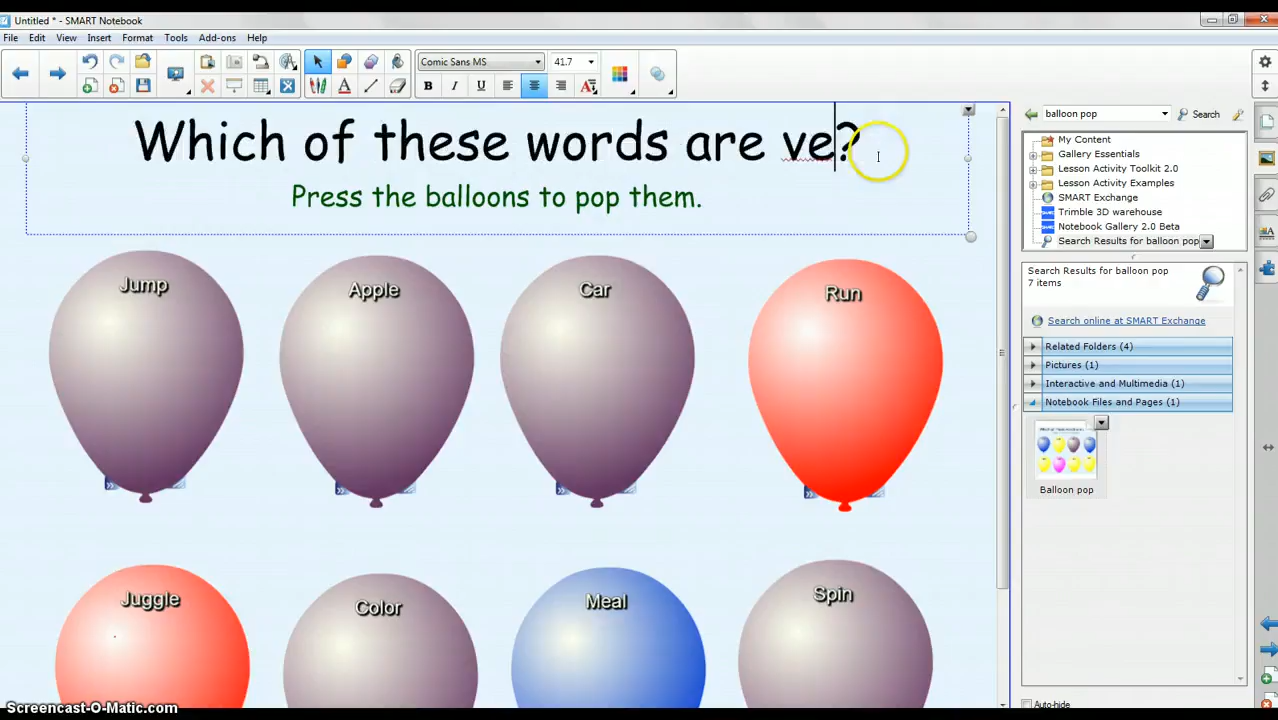 Untitled * - SMART Notebook
File Edit View Insert Format Tools Add-ons Help
Comic Sans MS 41.7
B I U
Which of these words are ve?
Press the balloons to pop them.
Jump Apple Car Run
Juggle Color Meal Spin
balloon pop Search
My Content
Gallery Essentials
Lesson Activity Toolkit 2.0
Lesson Activity Examples
SMART Exchange
Trimble 3D warehouse
Notebook Gallery 2.0 Beta
Search Results for balloon pop
Search Results for balloon pop
7 items
Search online at SMART Exchange
Related Folders (4)
Pictures (1)
Interactive and Multimedia (1)
Notebook Files and Pages (1)
Balloon pop
Auto-hide
Screencast-O-Matic.com